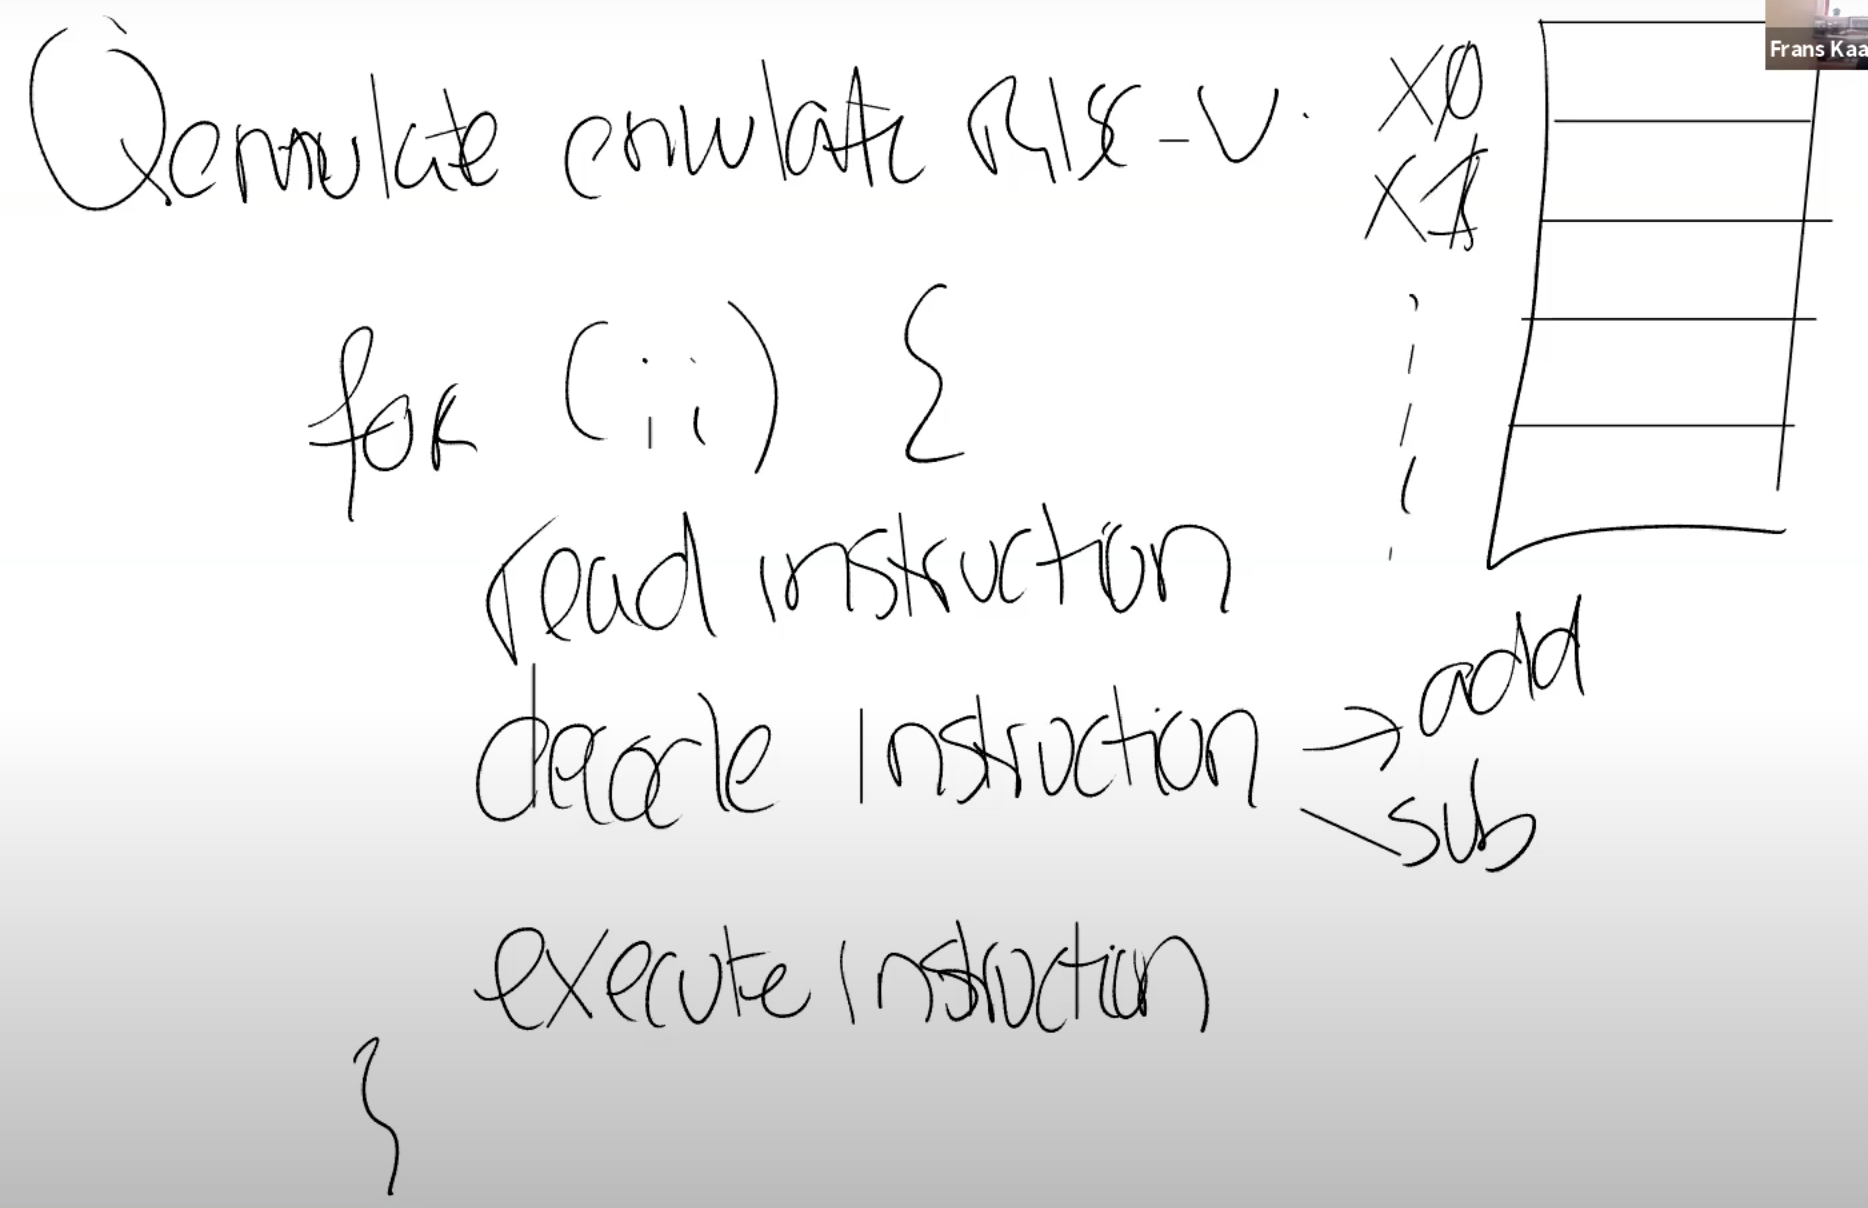 Qemulate emulate RISC-V.
X0
X1
for (;;) {
read instruction
decode instruction → add
sub
execute instruction
}
Frans Kaa